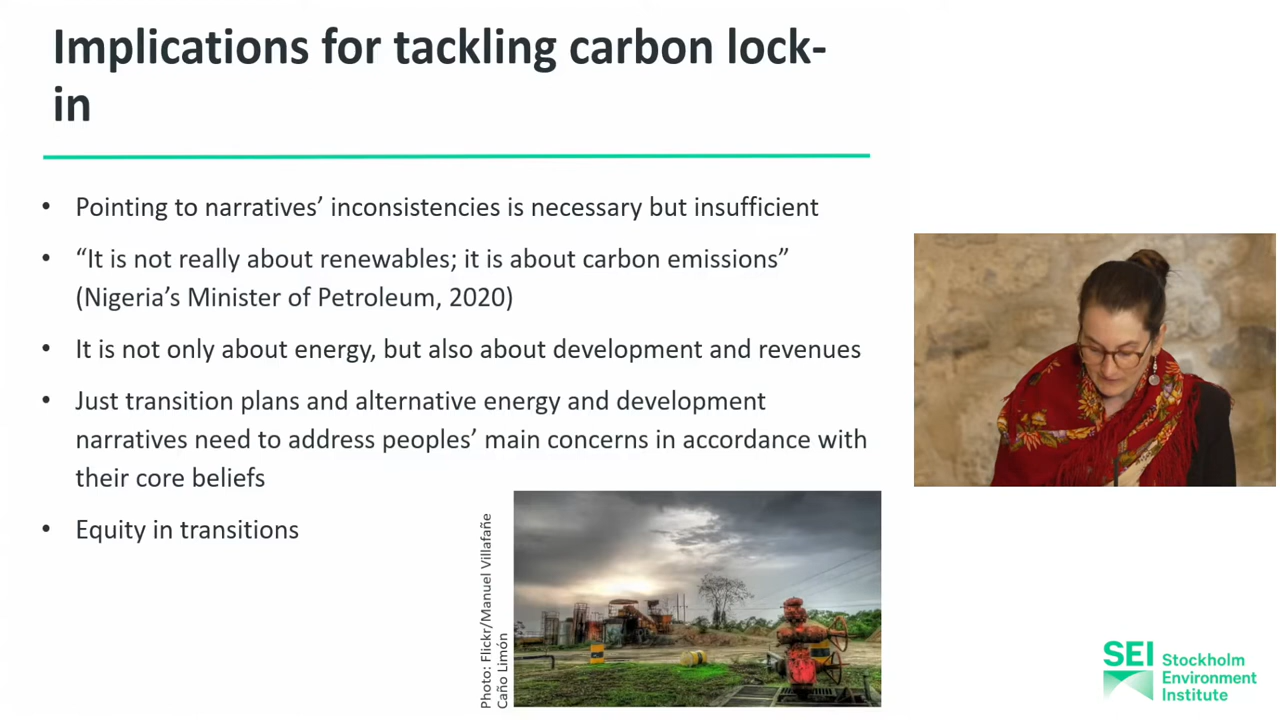 Implications for tackling carbon lock-
in
• Pointing to narratives’ inconsistencies is necessary but insufficient
• “It is not really about renewables; it is about carbon emissions”
(Nigeria’s Minister of Petroleum, 2020)
• It is not only about energy, but also about development and revenues
• Just transition plans and alternative energy and development
narratives need to address peoples’ main concerns in accordance with
their core beliefs
• Equity in transitions
Photo: Flickr/Manuel Villafañe
Caño Limón
SEI Stockholm
Environment
Institute